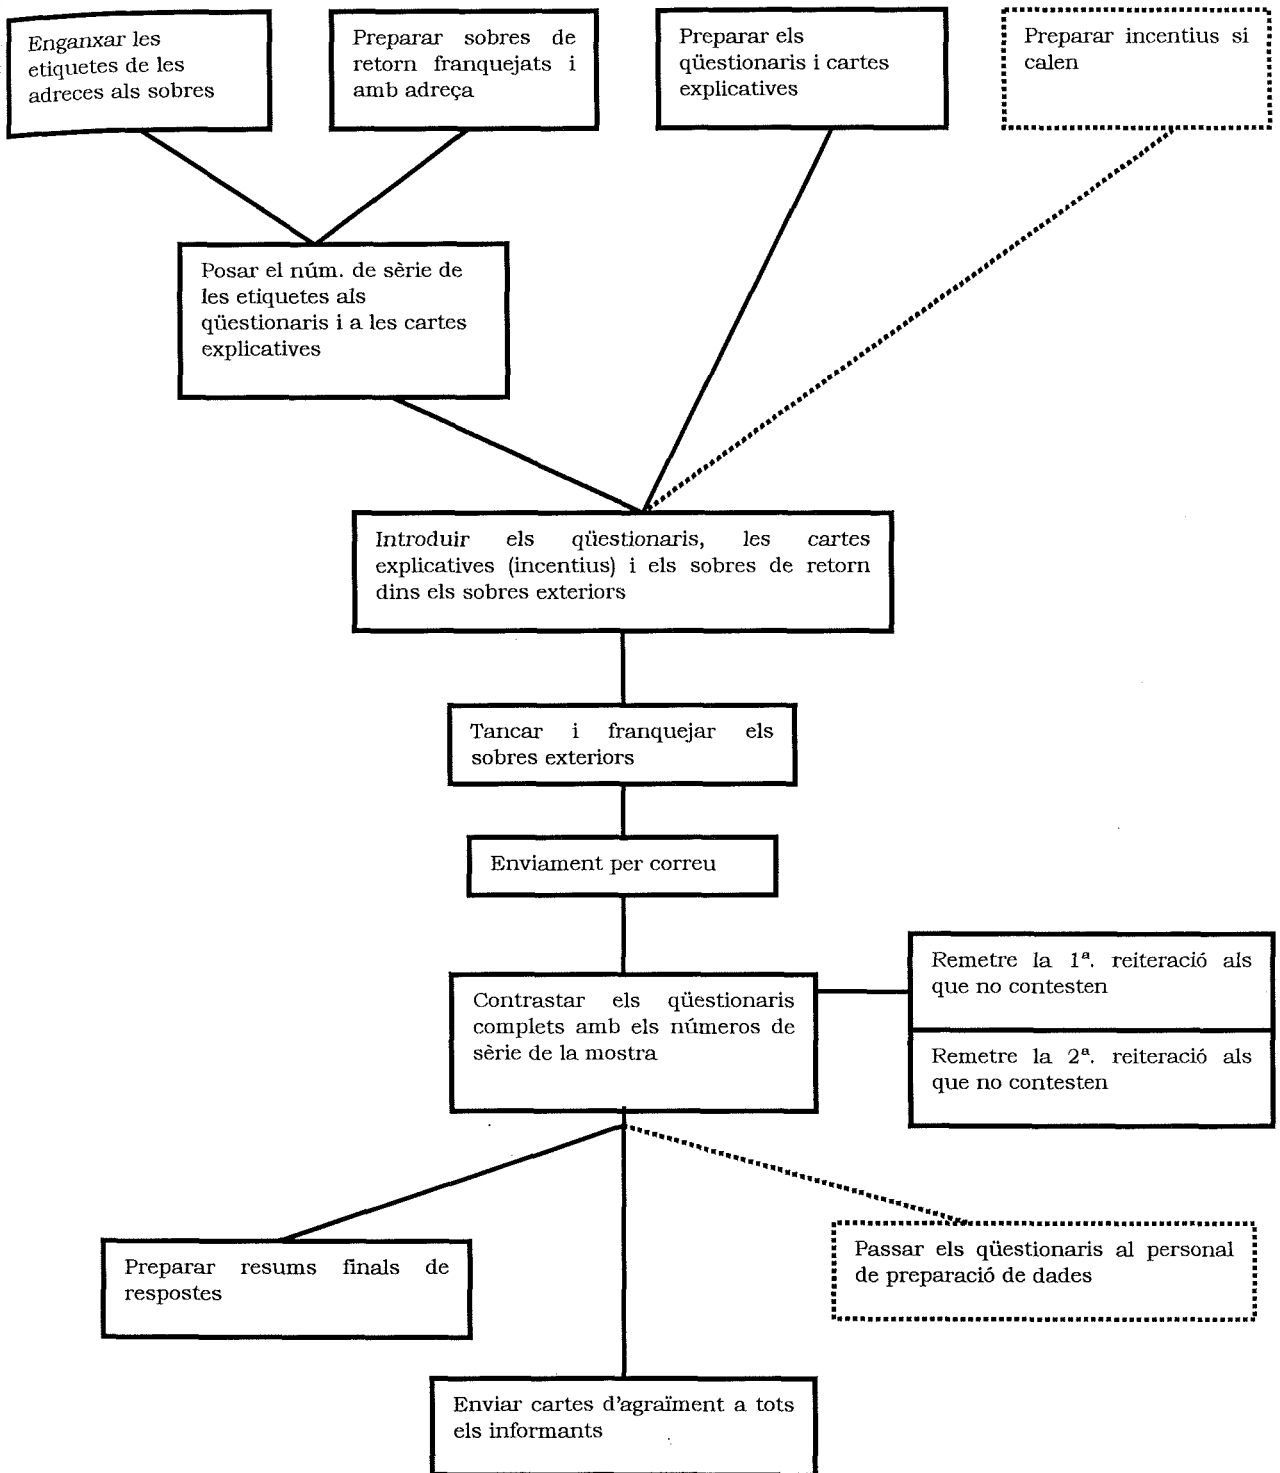 Enganxar les
etiquetes de les
adreces als sobres
Preparar sobres de
retorn franquejats i
amb adreça
Preparar els
qüestionaris i cartes
explicatives
Preparar incentius si
calen
Posar el núm. de sèrie de
les etiquetes als
qüestionaris i a les cartes
explicatives
Introduir els qüestionaris, les cartes
explicatives (incentius) i els sobres de retorn
dins els sobres exteriors
Tancar i franquejar els
sobres exteriors
Enviament per correu
Contrastar els qüestionaris
complets amb els números de
sèrie de la mostra
Remetre la 1ª. reiteració als
que no contesten
Remetre la 2ª. reiteració als
que no contesten
Preparar resums finals de
respostes
Passar els qüestionaris al personal
de preparació de dades
Enviar cartes d'agraïment a tots
els informants